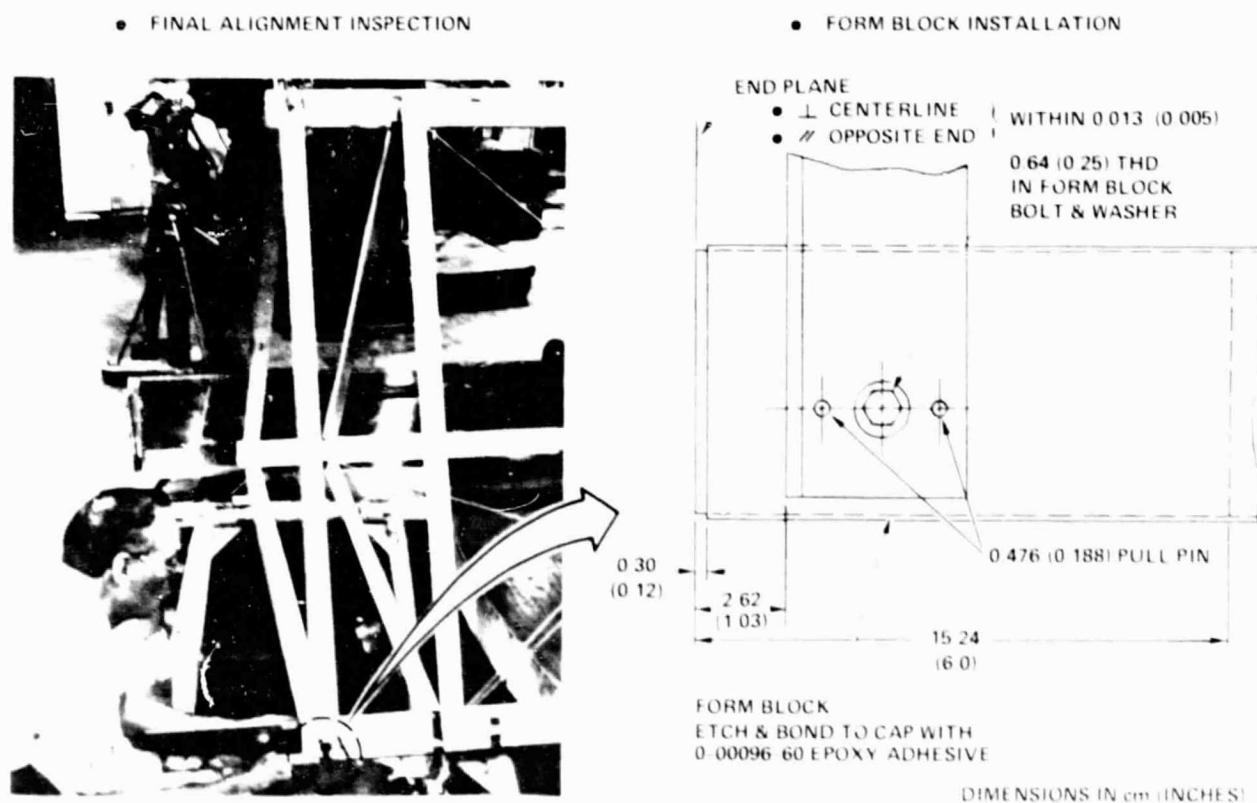 • FINAL ALIGNMENT INSPECTION
• FORM BLOCK INSTALLATION
END PLANE
• ⊥ CENTERLINE
• // OPPOSITE END
WITHIN 0.013 (0.005)
0.64 (0.25) THD
IN FORM BLOCK
BOLT & WASHER
0.476 (0.188) PULL PIN
0.30
(0.12)
2.62
(1.03)
15.24
(6.0)
FORM BLOCK
ETCH & BOND TO CAP WITH
0-00096-60 EPOXY ADHESIVE
DIMENSIONS IN cm (INCHES)